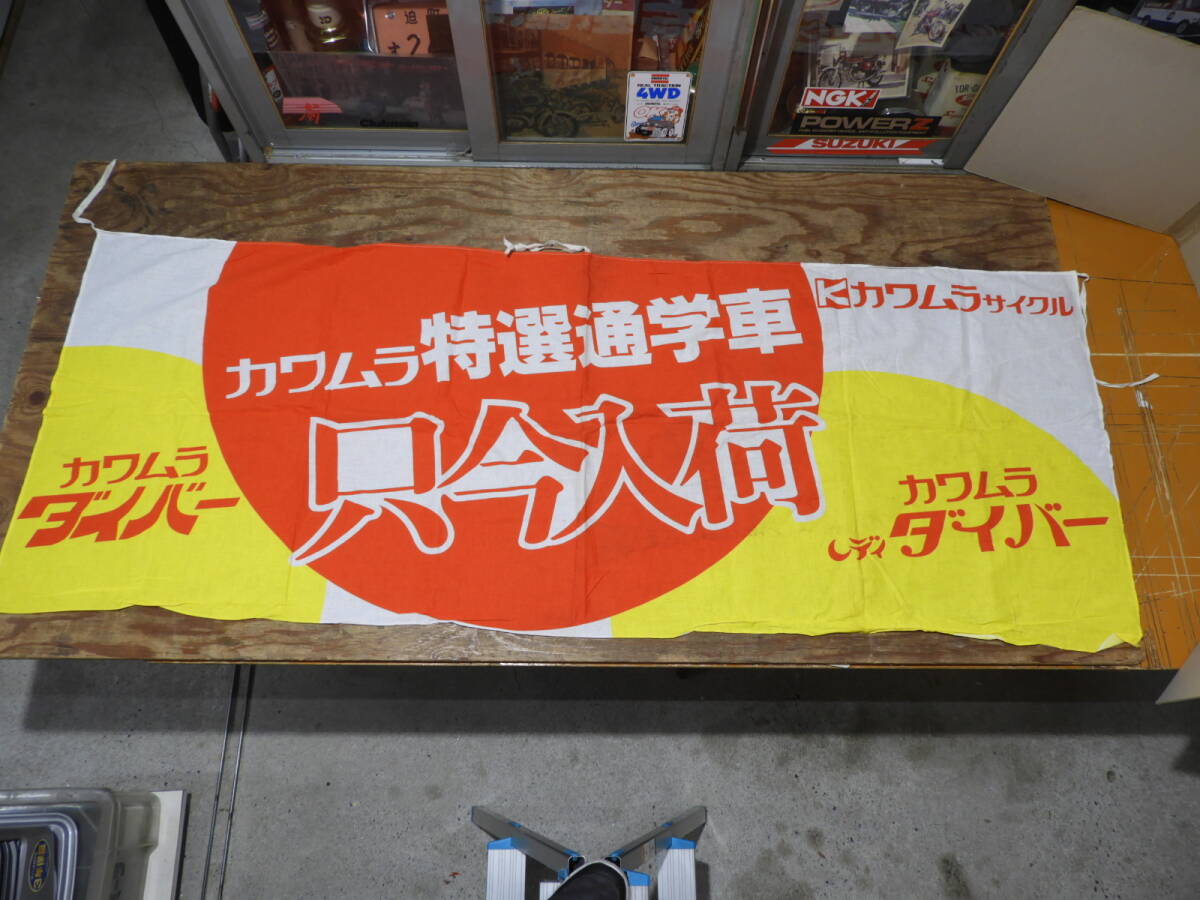 REAL TRACTION
4WD
NGK
POWERZ
SUZUKI
Kカワムラサイクル
カワムラ特選通学車
只今入荷
カワムラ
ダイバー
カワムラ
レディダイバー